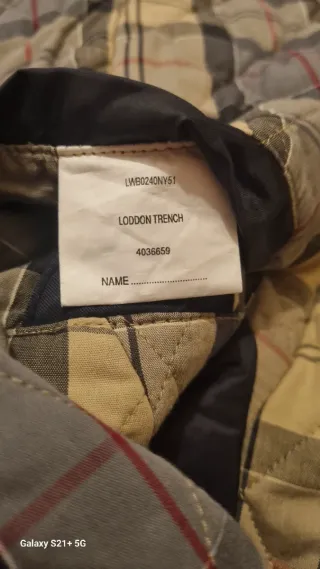 LWB0240NY51
LODDON TRENCH
4036659
NAME ..............................
Galaxy S21+ 5G